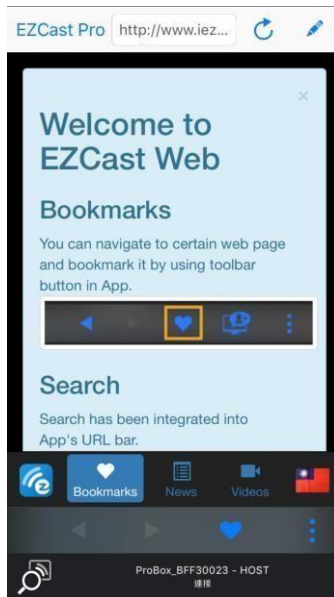 EZCast Pro http://www.iez...
×
Welcome to
EZCast Web
Bookmarks
You can navigate to certain web page
and bookmark it by using toolbar
button in App.
Search
Search has been integrated into
App's URL bar.
Bookmarks News Videos
ProBox_BFF30023 - HOST
連接